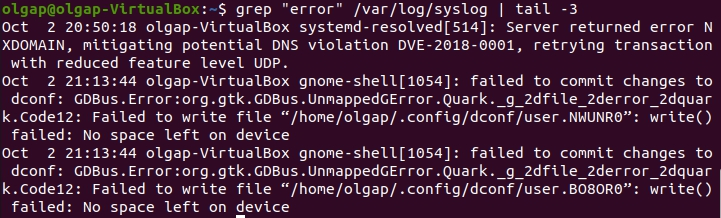 olgap@olgap-VirtualBox:~$ grep "error" /var/log/syslog | tail -3
Oct  2 20:50:18 olgap-VirtualBox systemd-resolved[514]: Server returned error N
XDOMAIN, mitigating potential DNS violation DVE-2018-0001, retrying transaction
 with reduced feature level UDP.
Oct  2 21:13:44 olgap-VirtualBox gnome-shell[1054]: failed to commit changes to
 dconf: GDBus.Error:org.gtk.GDBus.UnmappedGError.Quark._g_2dfile_2derror_2dquar
k.Code12: Failed to write file “/home/olgap/.config/dconf/user.NWUNR0”: write()
 failed: No space left on device
Oct  2 21:13:44 olgap-VirtualBox gnome-shell[1054]: failed to commit changes to
 dconf: GDBus.Error:org.gtk.GDBus.UnmappedGError.Quark._g_2dfile_2derror_2dquar
k.Code12: Failed to write file “/home/olgap/.config/dconf/user.BO8OR0”: write()
 failed: No space left on device